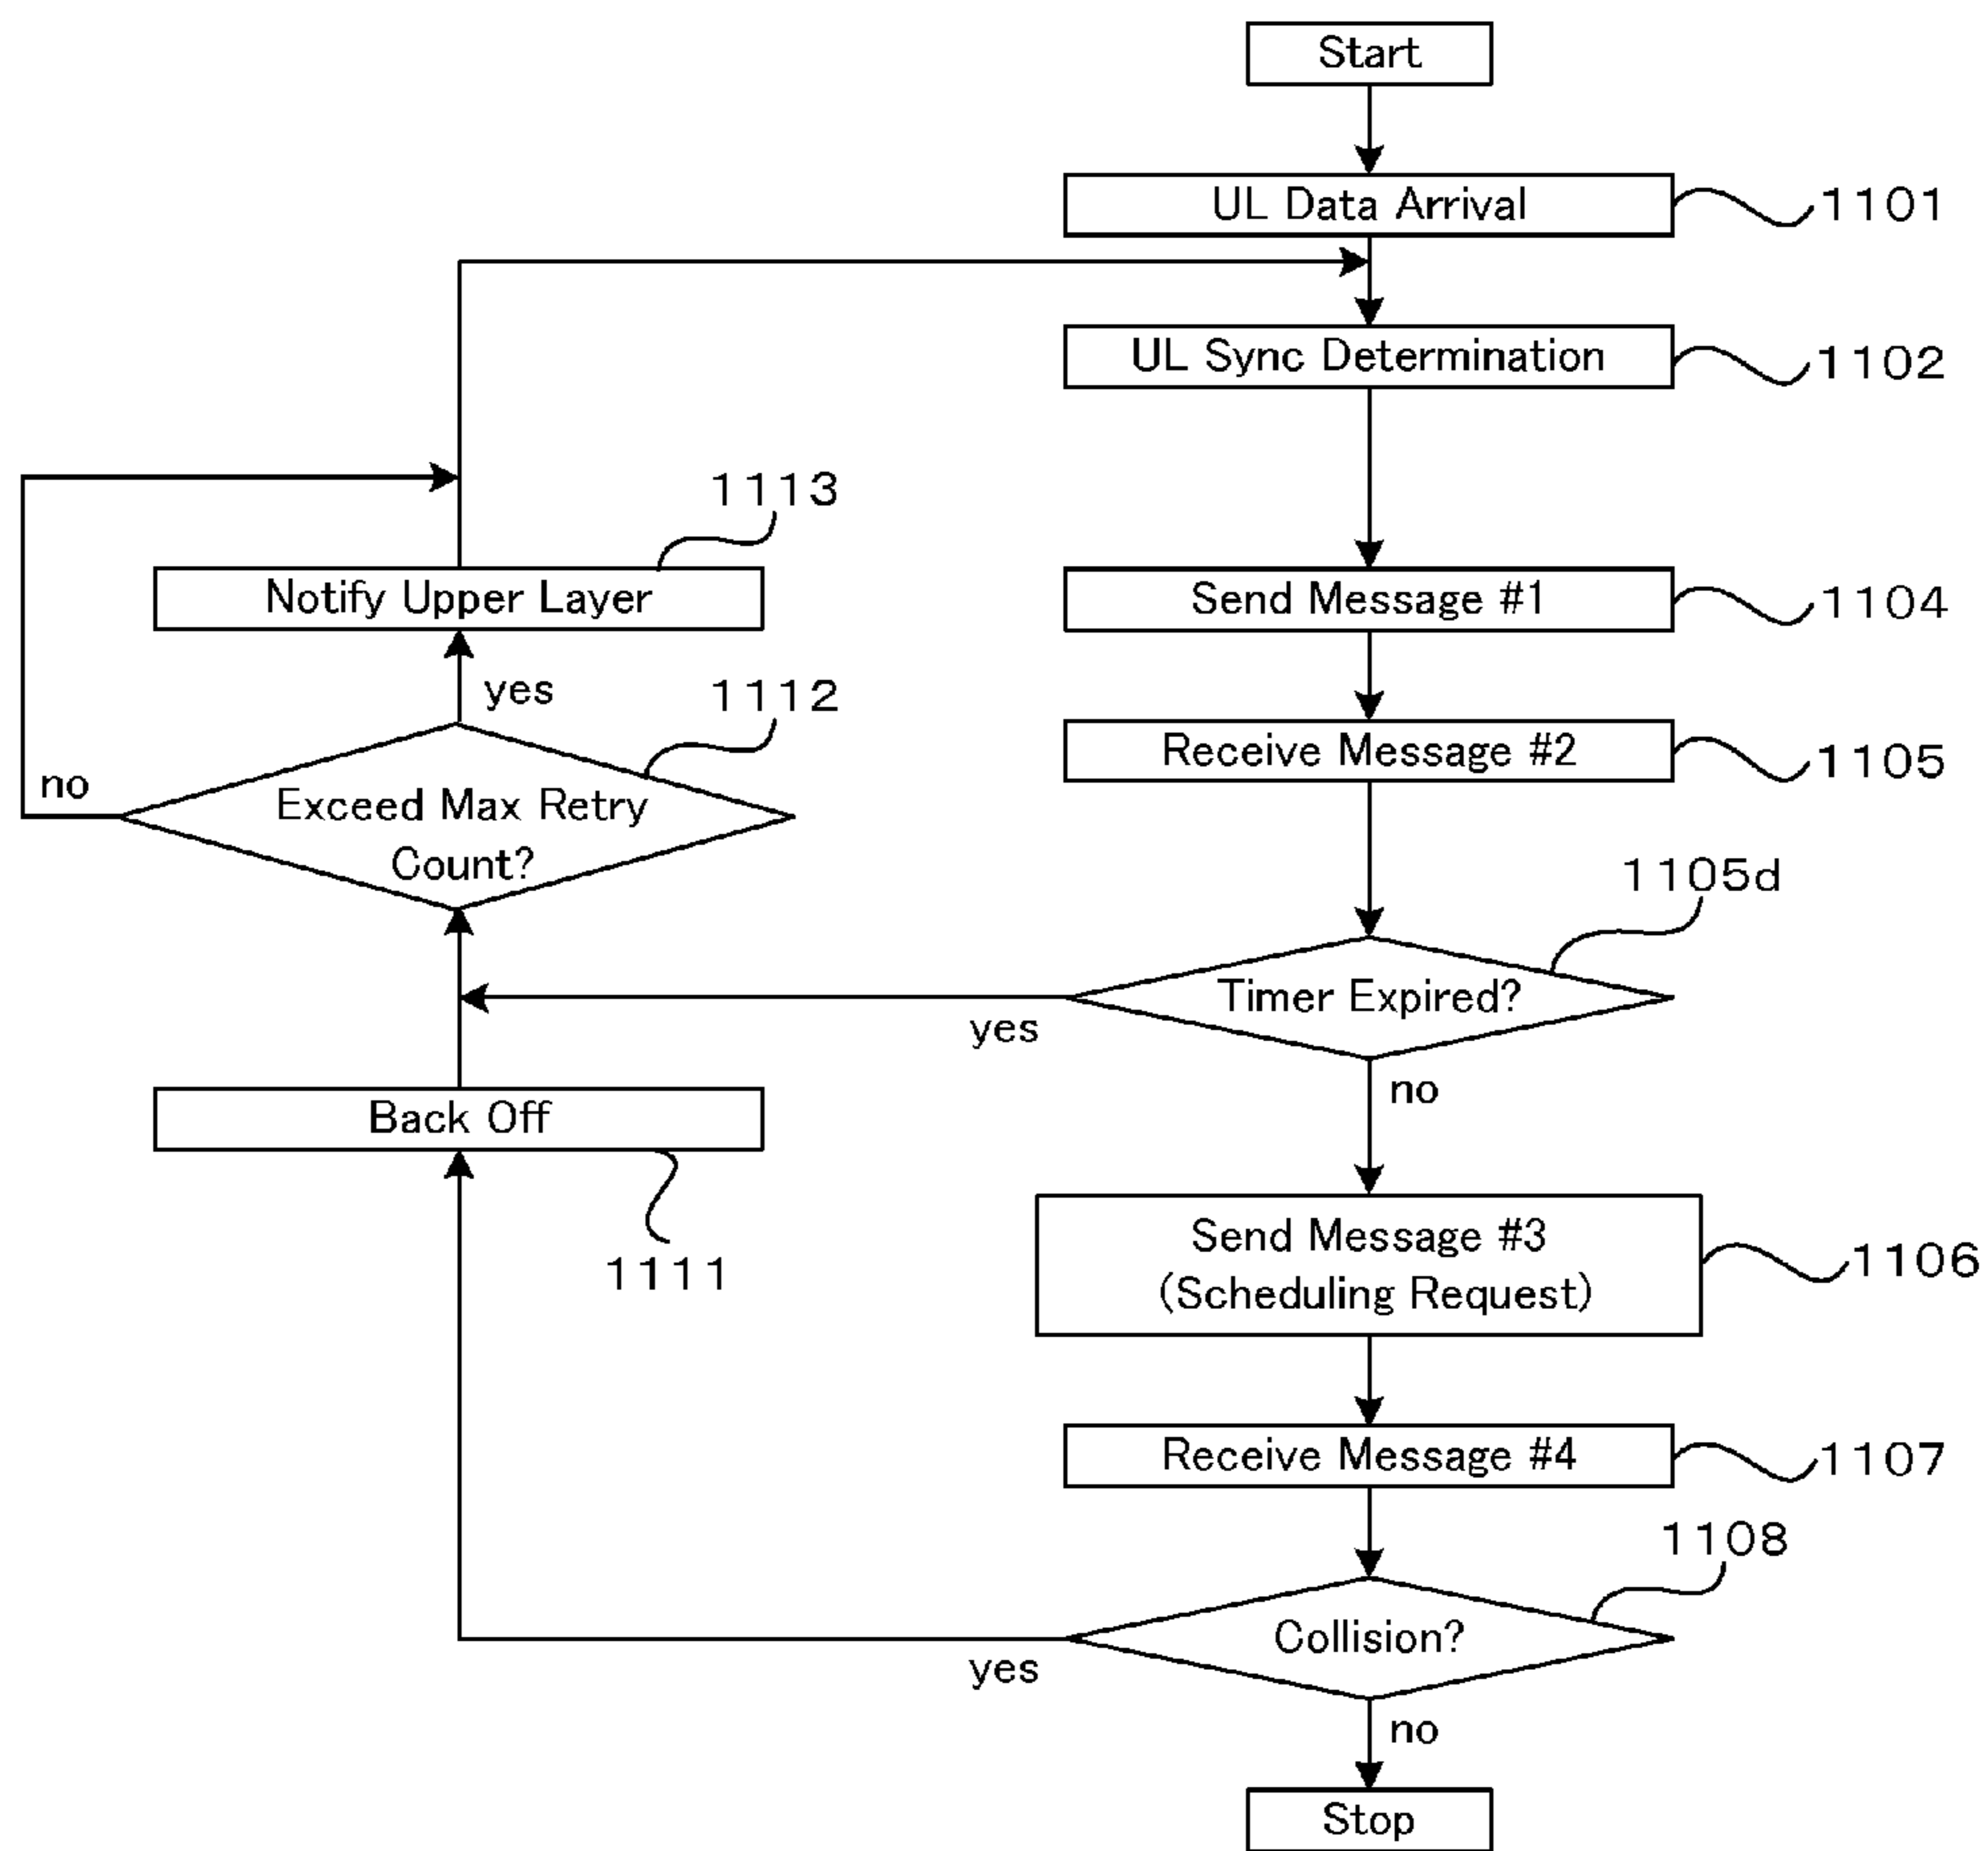 Start
UL Data Arrival
1101
UL Sync Determination
1102
1113
Notify Upper Layer
Send Message #1
1104
yes
1112
Receive Message #2
1105
no
Exceed Max Retry
Count?
1105d
Timer Expired?
yes
no
Back Off
1111
Send Message #3
(Scheduling Request)
1106
Receive Message #4
1107
1108
Collision?
yes
no
Stop